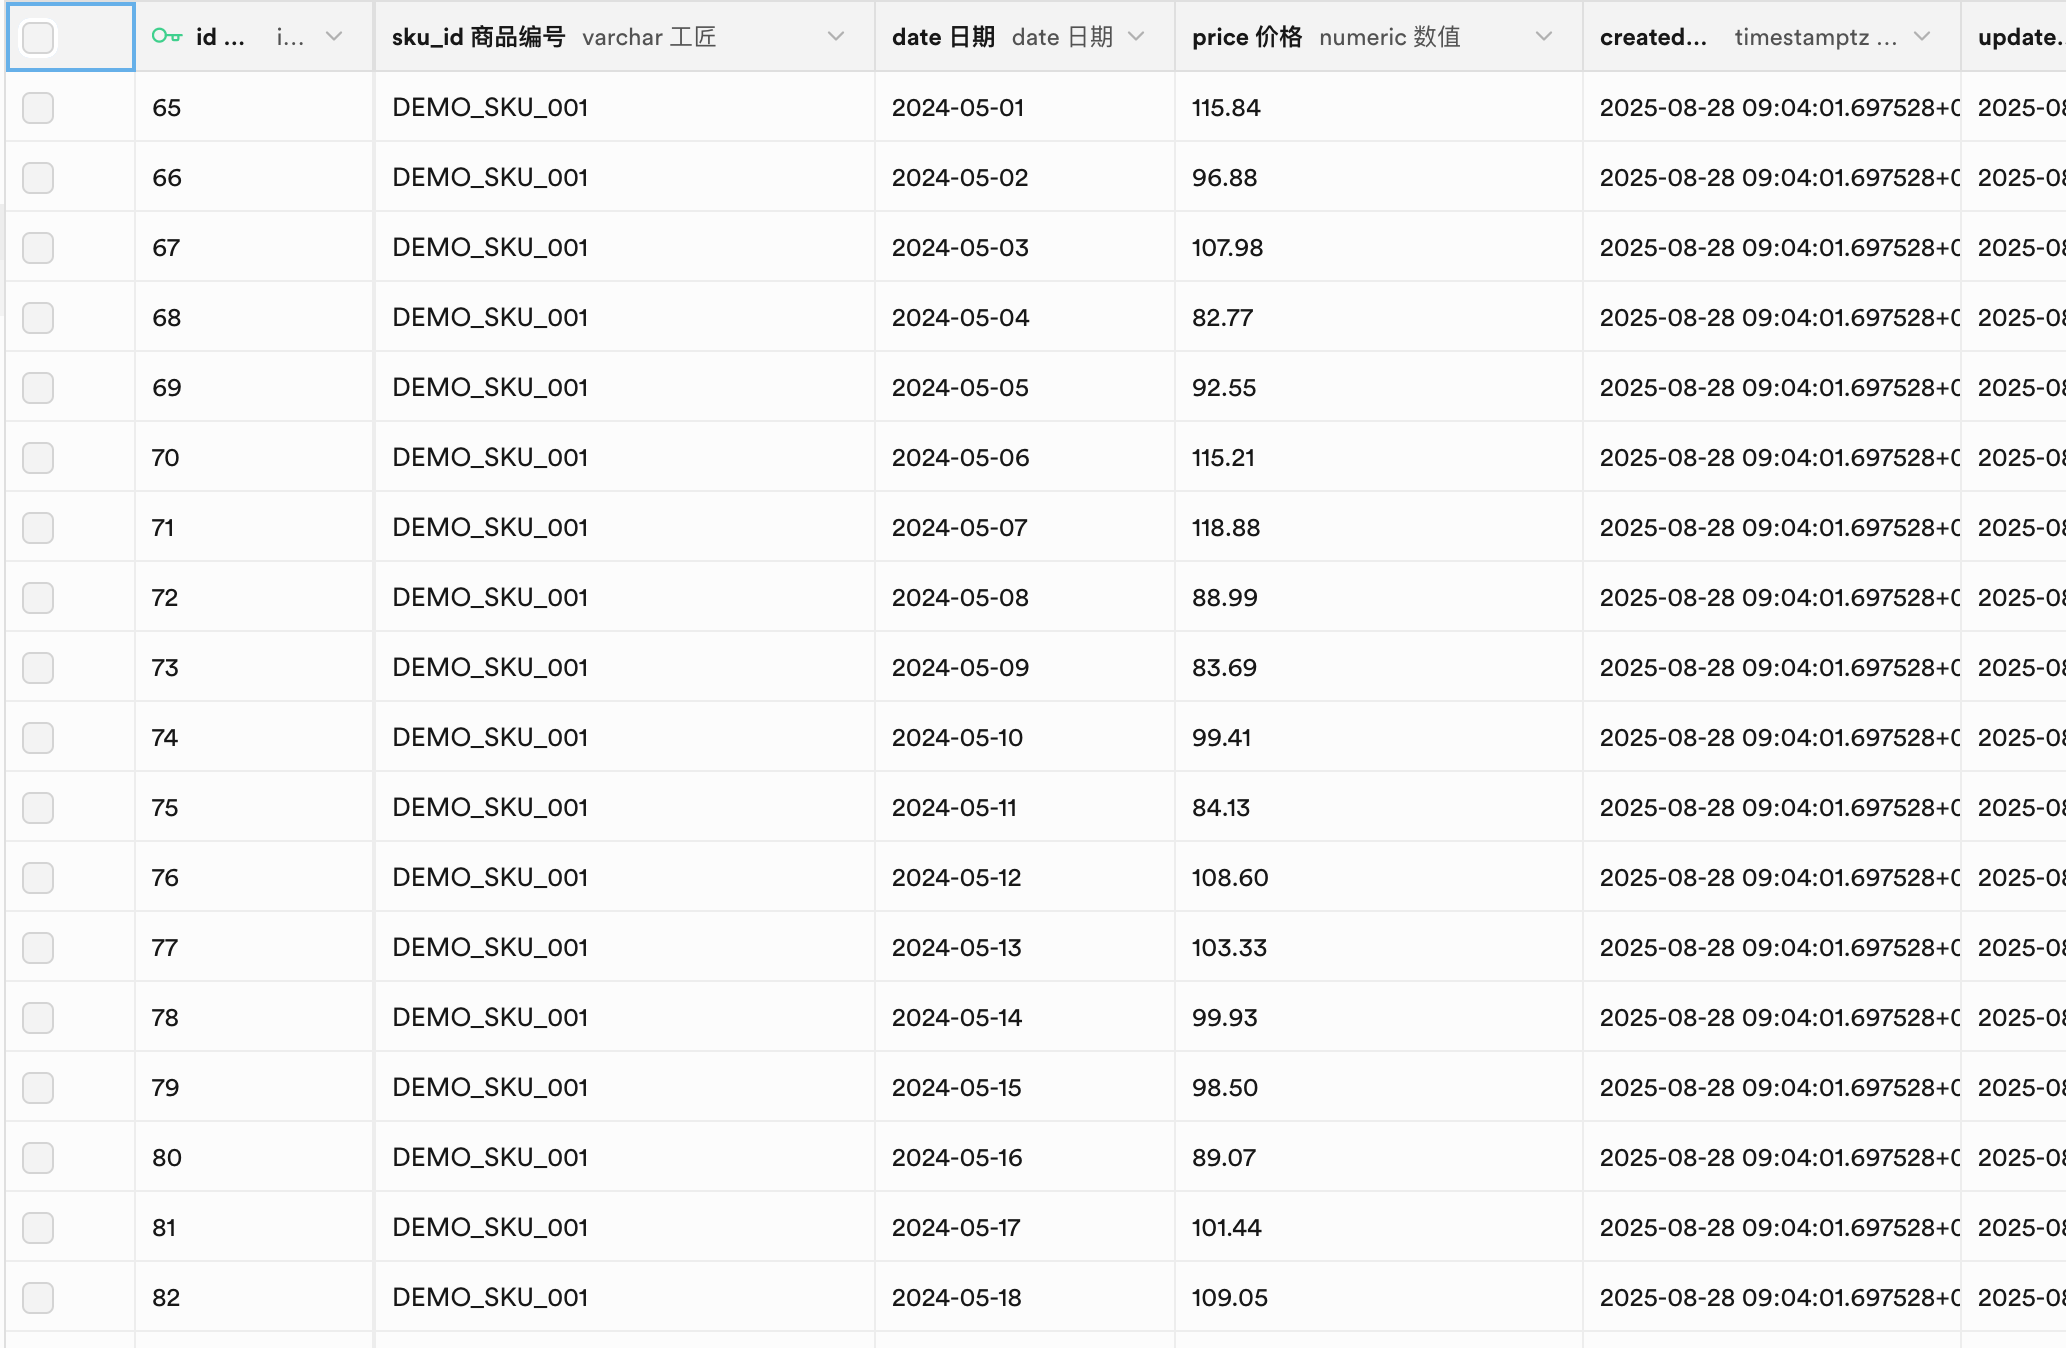 id ... i... sku_id 商品编号 varchar 工匠 date 日期 date 日期 price 价格 numeric 数值 created... timestamptz ... update.
65 DEMO_SKU_001 2024-05-01 115.84 2025-08-28 09:04:01.697528+0 2025-08
66 DEMO_SKU_001 2024-05-02 96.88 2025-08-28 09:04:01.697528+0 2025-08
67 DEMO_SKU_001 2024-05-03 107.98 2025-08-28 09:04:01.697528+0 2025-08
68 DEMO_SKU_001 2024-05-04 82.77 2025-08-28 09:04:01.697528+0 2025-08
69 DEMO_SKU_001 2024-05-05 92.55 2025-08-28 09:04:01.697528+0 2025-08
70 DEMO_SKU_001 2024-05-06 115.21 2025-08-28 09:04:01.697528+0 2025-08
71 DEMO_SKU_001 2024-05-07 118.88 2025-08-28 09:04:01.697528+0 2025-08
72 DEMO_SKU_001 2024-05-08 88.99 2025-08-28 09:04:01.697528+0 2025-08
73 DEMO_SKU_001 2024-05-09 83.69 2025-08-28 09:04:01.697528+0 2025-08
74 DEMO_SKU_001 2024-05-10 99.41 2025-08-28 09:04:01.697528+0 2025-08
75 DEMO_SKU_001 2024-05-11 84.13 2025-08-28 09:04:01.697528+0 2025-08
76 DEMO_SKU_001 2024-05-12 108.60 2025-08-28 09:04:01.697528+0 2025-08
77 DEMO_SKU_001 2024-05-13 103.33 2025-08-28 09:04:01.697528+0 2025-08
78 DEMO_SKU_001 2024-05-14 99.93 2025-08-28 09:04:01.697528+0 2025-08
79 DEMO_SKU_001 2024-05-15 98.50 2025-08-28 09:04:01.697528+0 2025-08
80 DEMO_SKU_001 2024-05-16 89.07 2025-08-28 09:04:01.697528+0 2025-08
81 DEMO_SKU_001 2024-05-17 101.44 2025-08-28 09:04:01.697528+0 2025-08
82 DEMO_SKU_001 2024-05-18 109.05 2025-08-28 09:04:01.697528+0 2025-08